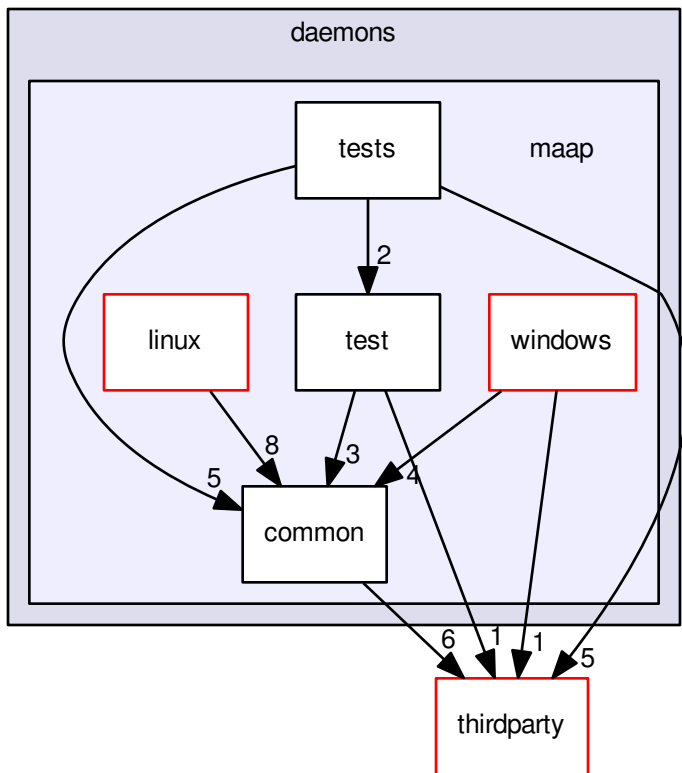 daemons
tests
maap
2
linux
test
windows
8
3
4
5
common
6
1
1
5
thirdparty